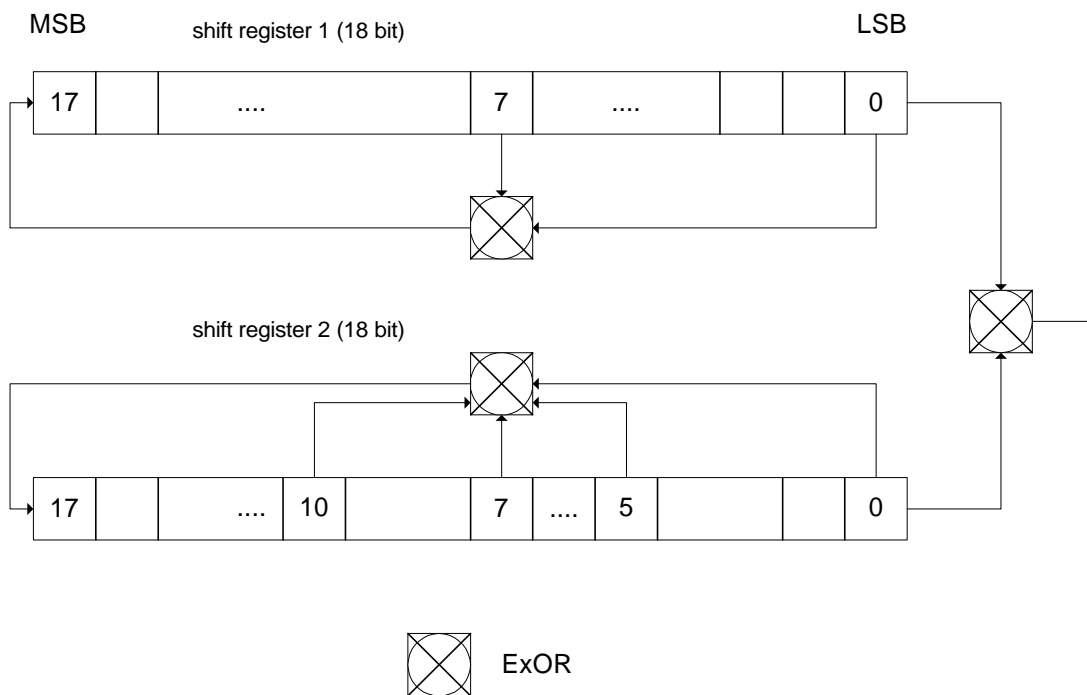 MSB shift register 1 (18 bit) LSB
17 .... 7 .... 0
shift register 2 (18 bit)
17 .... 10 7 .... 5 0
ExOR